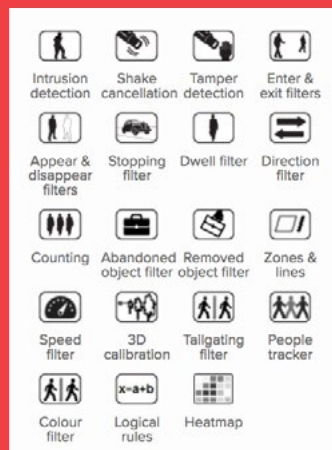 Intrusion detection
Shake cancellation
Tamper detection
Enter & exit filters
Appear & disappear filters
Stopping filter
Dwell filter
Direction filter
Counting
Abandoned object filter
Removed object filter
Zones & lines
Speed filter
3D calibration
Tailgating filter
People tracker
x=a+b
Colour filter
Logical rules
Heatmap